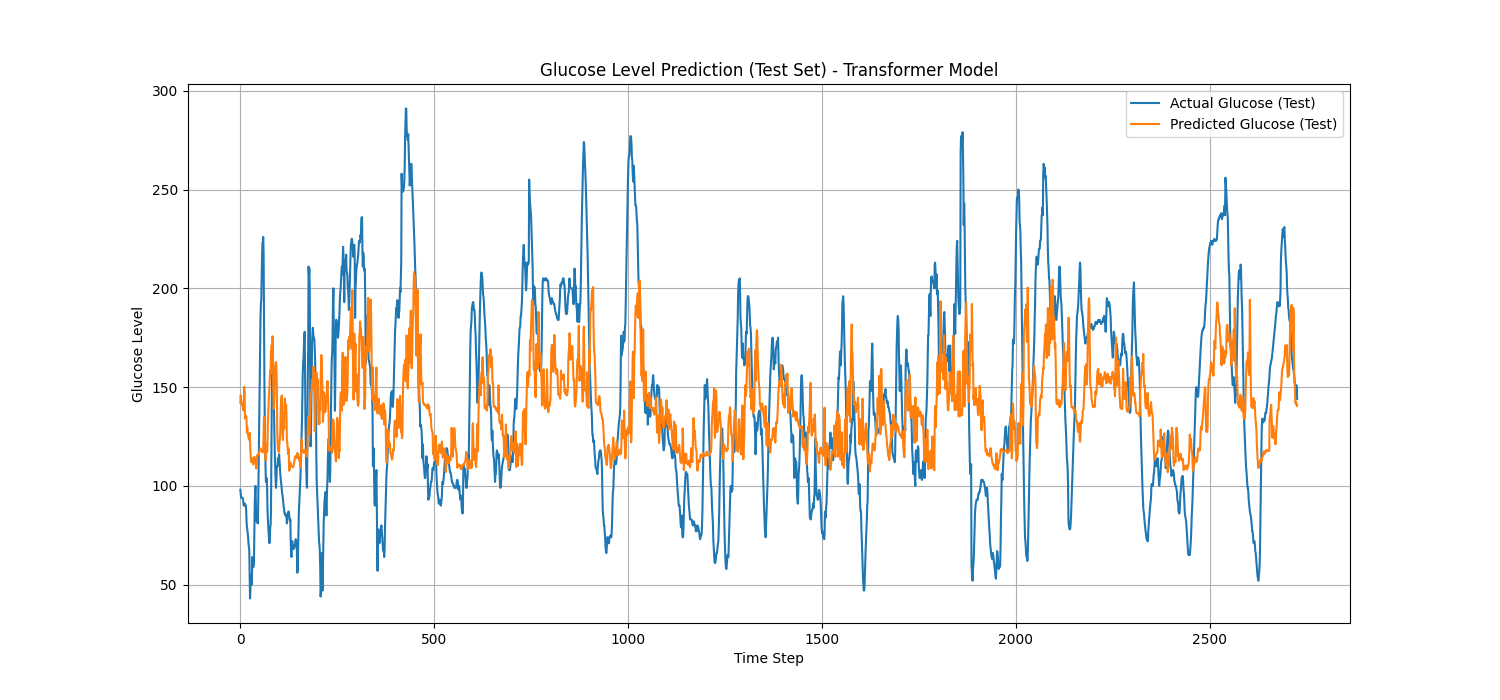 Glucose Level Prediction (Test Set) - Transformer Model
300
250
200
150
100
50
Glucose Level
Actual Glucose (Test)
Predicted Glucose (Test)
0 500 1000 1500 2000 2500
Time Step